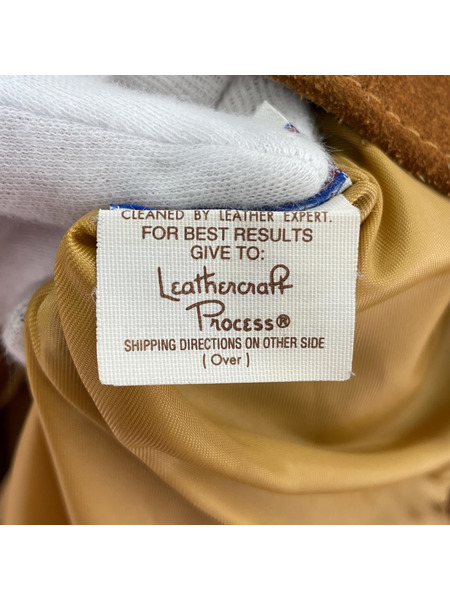 CLEANED BY LEATHER EXPERT.
FOR BEST RESULTS
GIVE TO:
Leathercraft
Process®
SHIPPING DIRECTIONS ON OTHER SIDE
(Over)